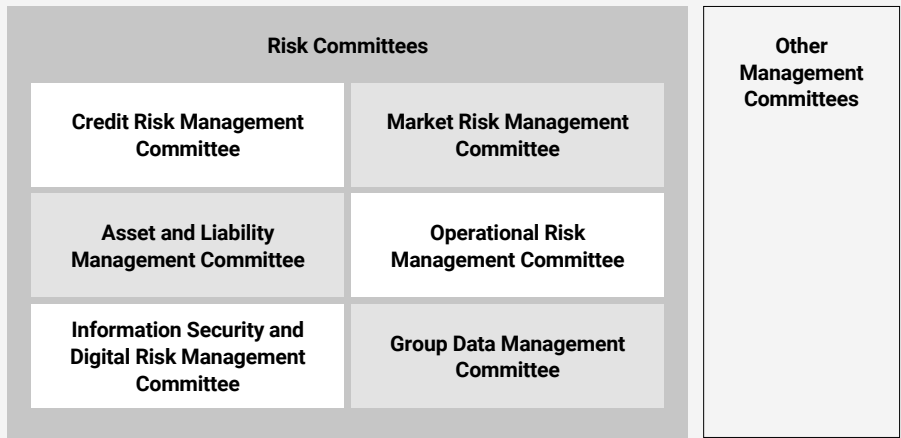 Risk Committees
Credit Risk Management
Committee
Market Risk Management
Committee
Asset and Liability
Management Committee
Operational Risk
Management Committee
Information Security and
Digital Risk Management
Committee
Group Data Management
Committee
Other
Management
Committees